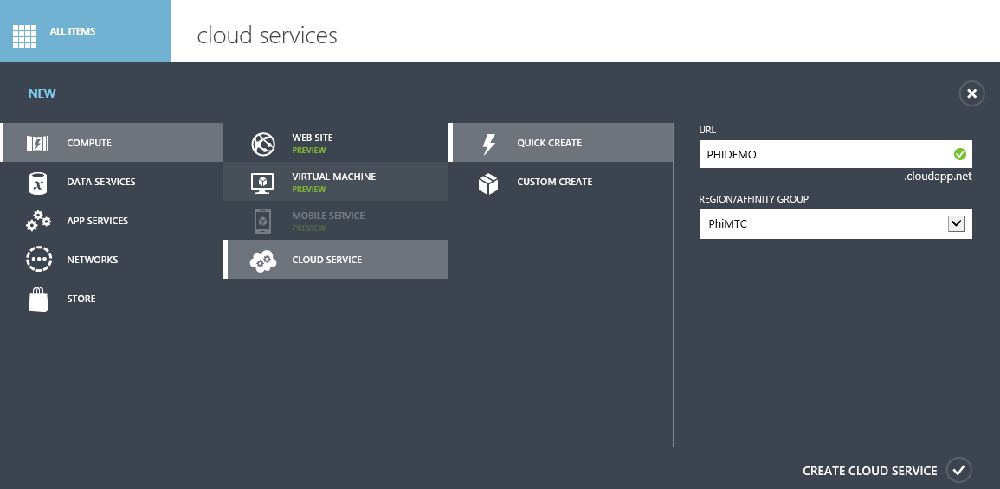 ALL ITEMS
cloud services
NEW
COMPUTE
DATA SERVICES
APP SERVICES
NETWORKS
STORE
WEB SITE
PREVIEW
VIRTUAL MACHINE
PREVIEW
MOBILE SERVICE
PREVIEW
CLOUD SERVICE
QUICK CREATE
CUSTOM CREATE
URL
PHIDEMO
.cloudapp.net
REGION/AFFINITY GROUP
PhiMTC
CREATE CLOUD SERVICE